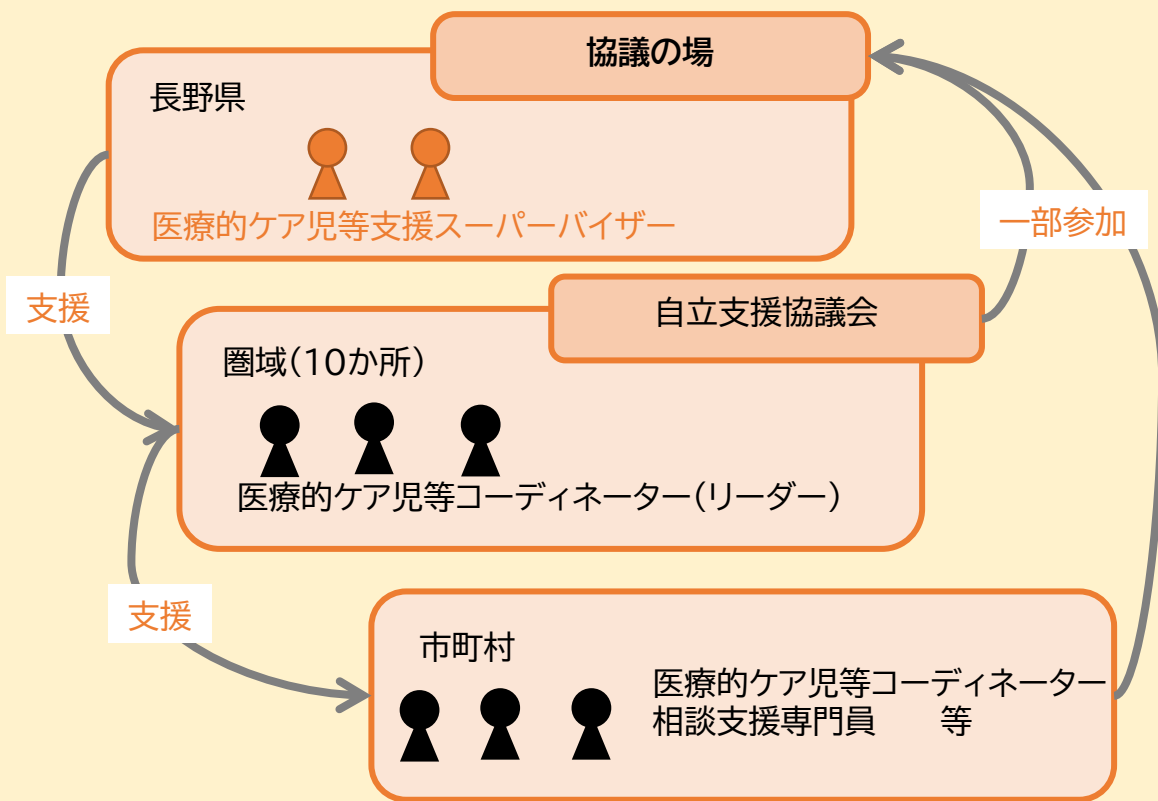 協議の場
長野県
医療的ケア児等支援スーパーバイザー
一部参加
支援
自立支援協議会
圏域(10か所)
医療的ケア児等コーディネーター(リーダー)
支援
市町村
医療的ケア児等コーディネーター
相談支援専門員　　等